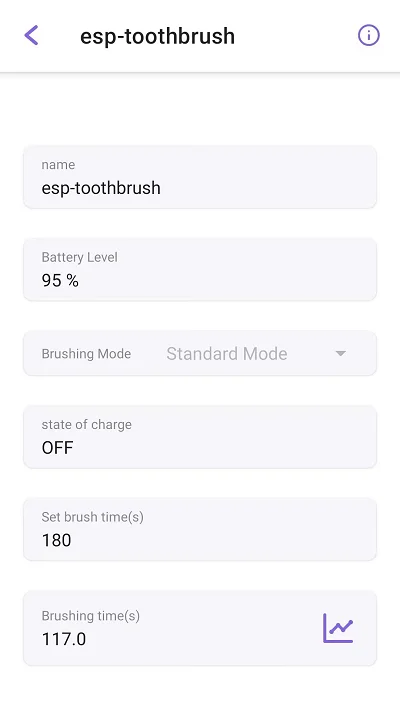 esp-toothbrush
name
esp-toothbrush
Battery Level
95 %
Brushing Mode Standard Mode
state of charge
OFF
Set brush time(s)
180
Brushing time(s)
117.0